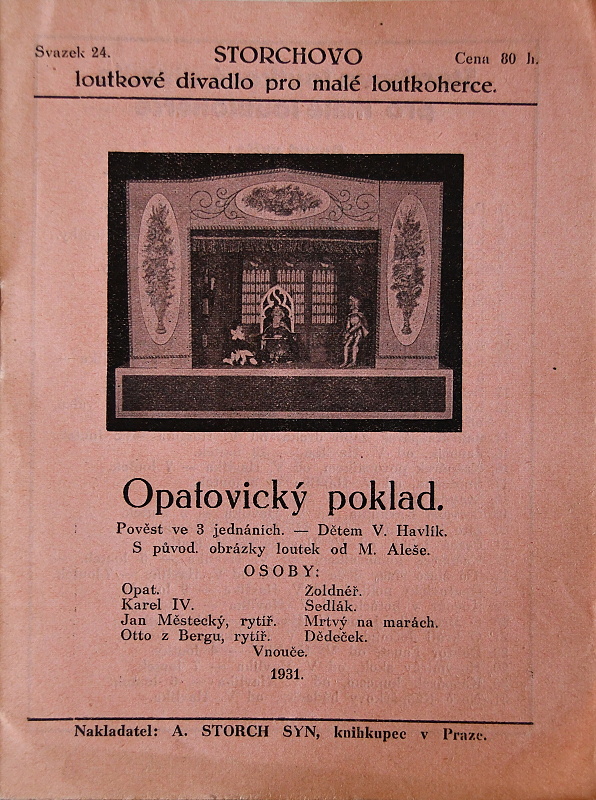 Svazek 24.
STORCHOVO
Cena 80 h.
loutkové divadlo pro malé loutkoherce.
Opatovický poklad.
Pověst ve 3 jednáních. — Dětem V. Havlík.
S původ. obrázky loutek od M. Aleše.
OSOBY:
Opat.
Karel IV.
Jan Městecký, rytíř.
Otto z Bergu, rytíř.
Žoldnéř.
Sedlák.
Mrtvý na marách.
Dědeček.
Vnouče.
1931.
Nakladatel: A. STORCH SYN, knihkupec v Praze.